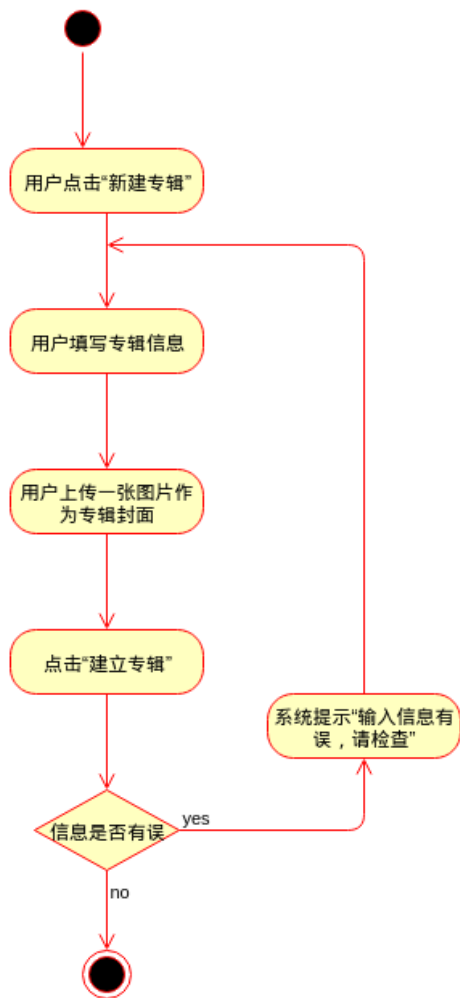 用户点击“新建专辑”
用户填写专辑信息
用户上传一张图片作
为专辑封面
点击“建立专辑”
系统提示“输入信息有
误，请检查”
信息是否有误
yes
no